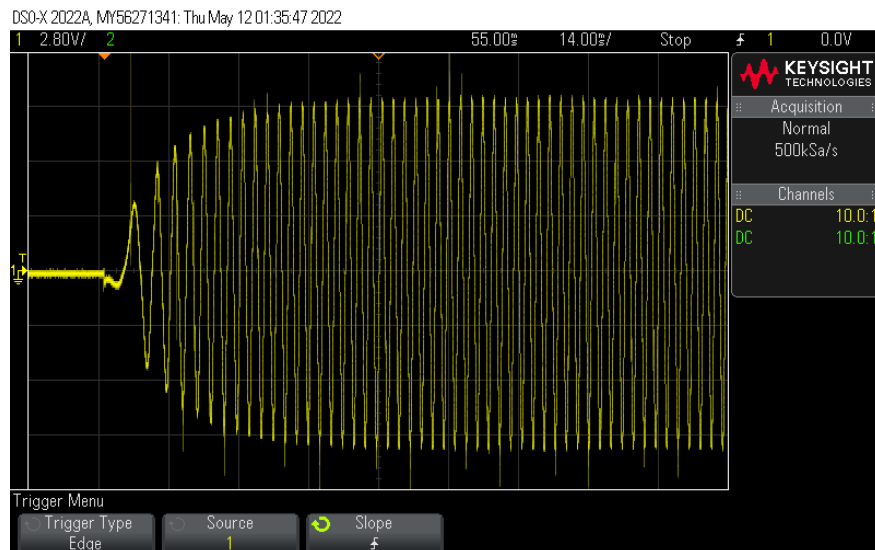 DSO-X 2022A, MY56271341: Thu May 12 01:35:47 2022
1 2.80V/ 2 55.00ms 14.00ms/ Stop 1 0.0V
KEYSIGHT
TECHNOLOGIES
Acquisition
Normal
500kSa/s
Channels
DC 10.0:1
DC 10.0:1
T
1
Trigger Menu
Trigger Type Source Slope
Edge 1